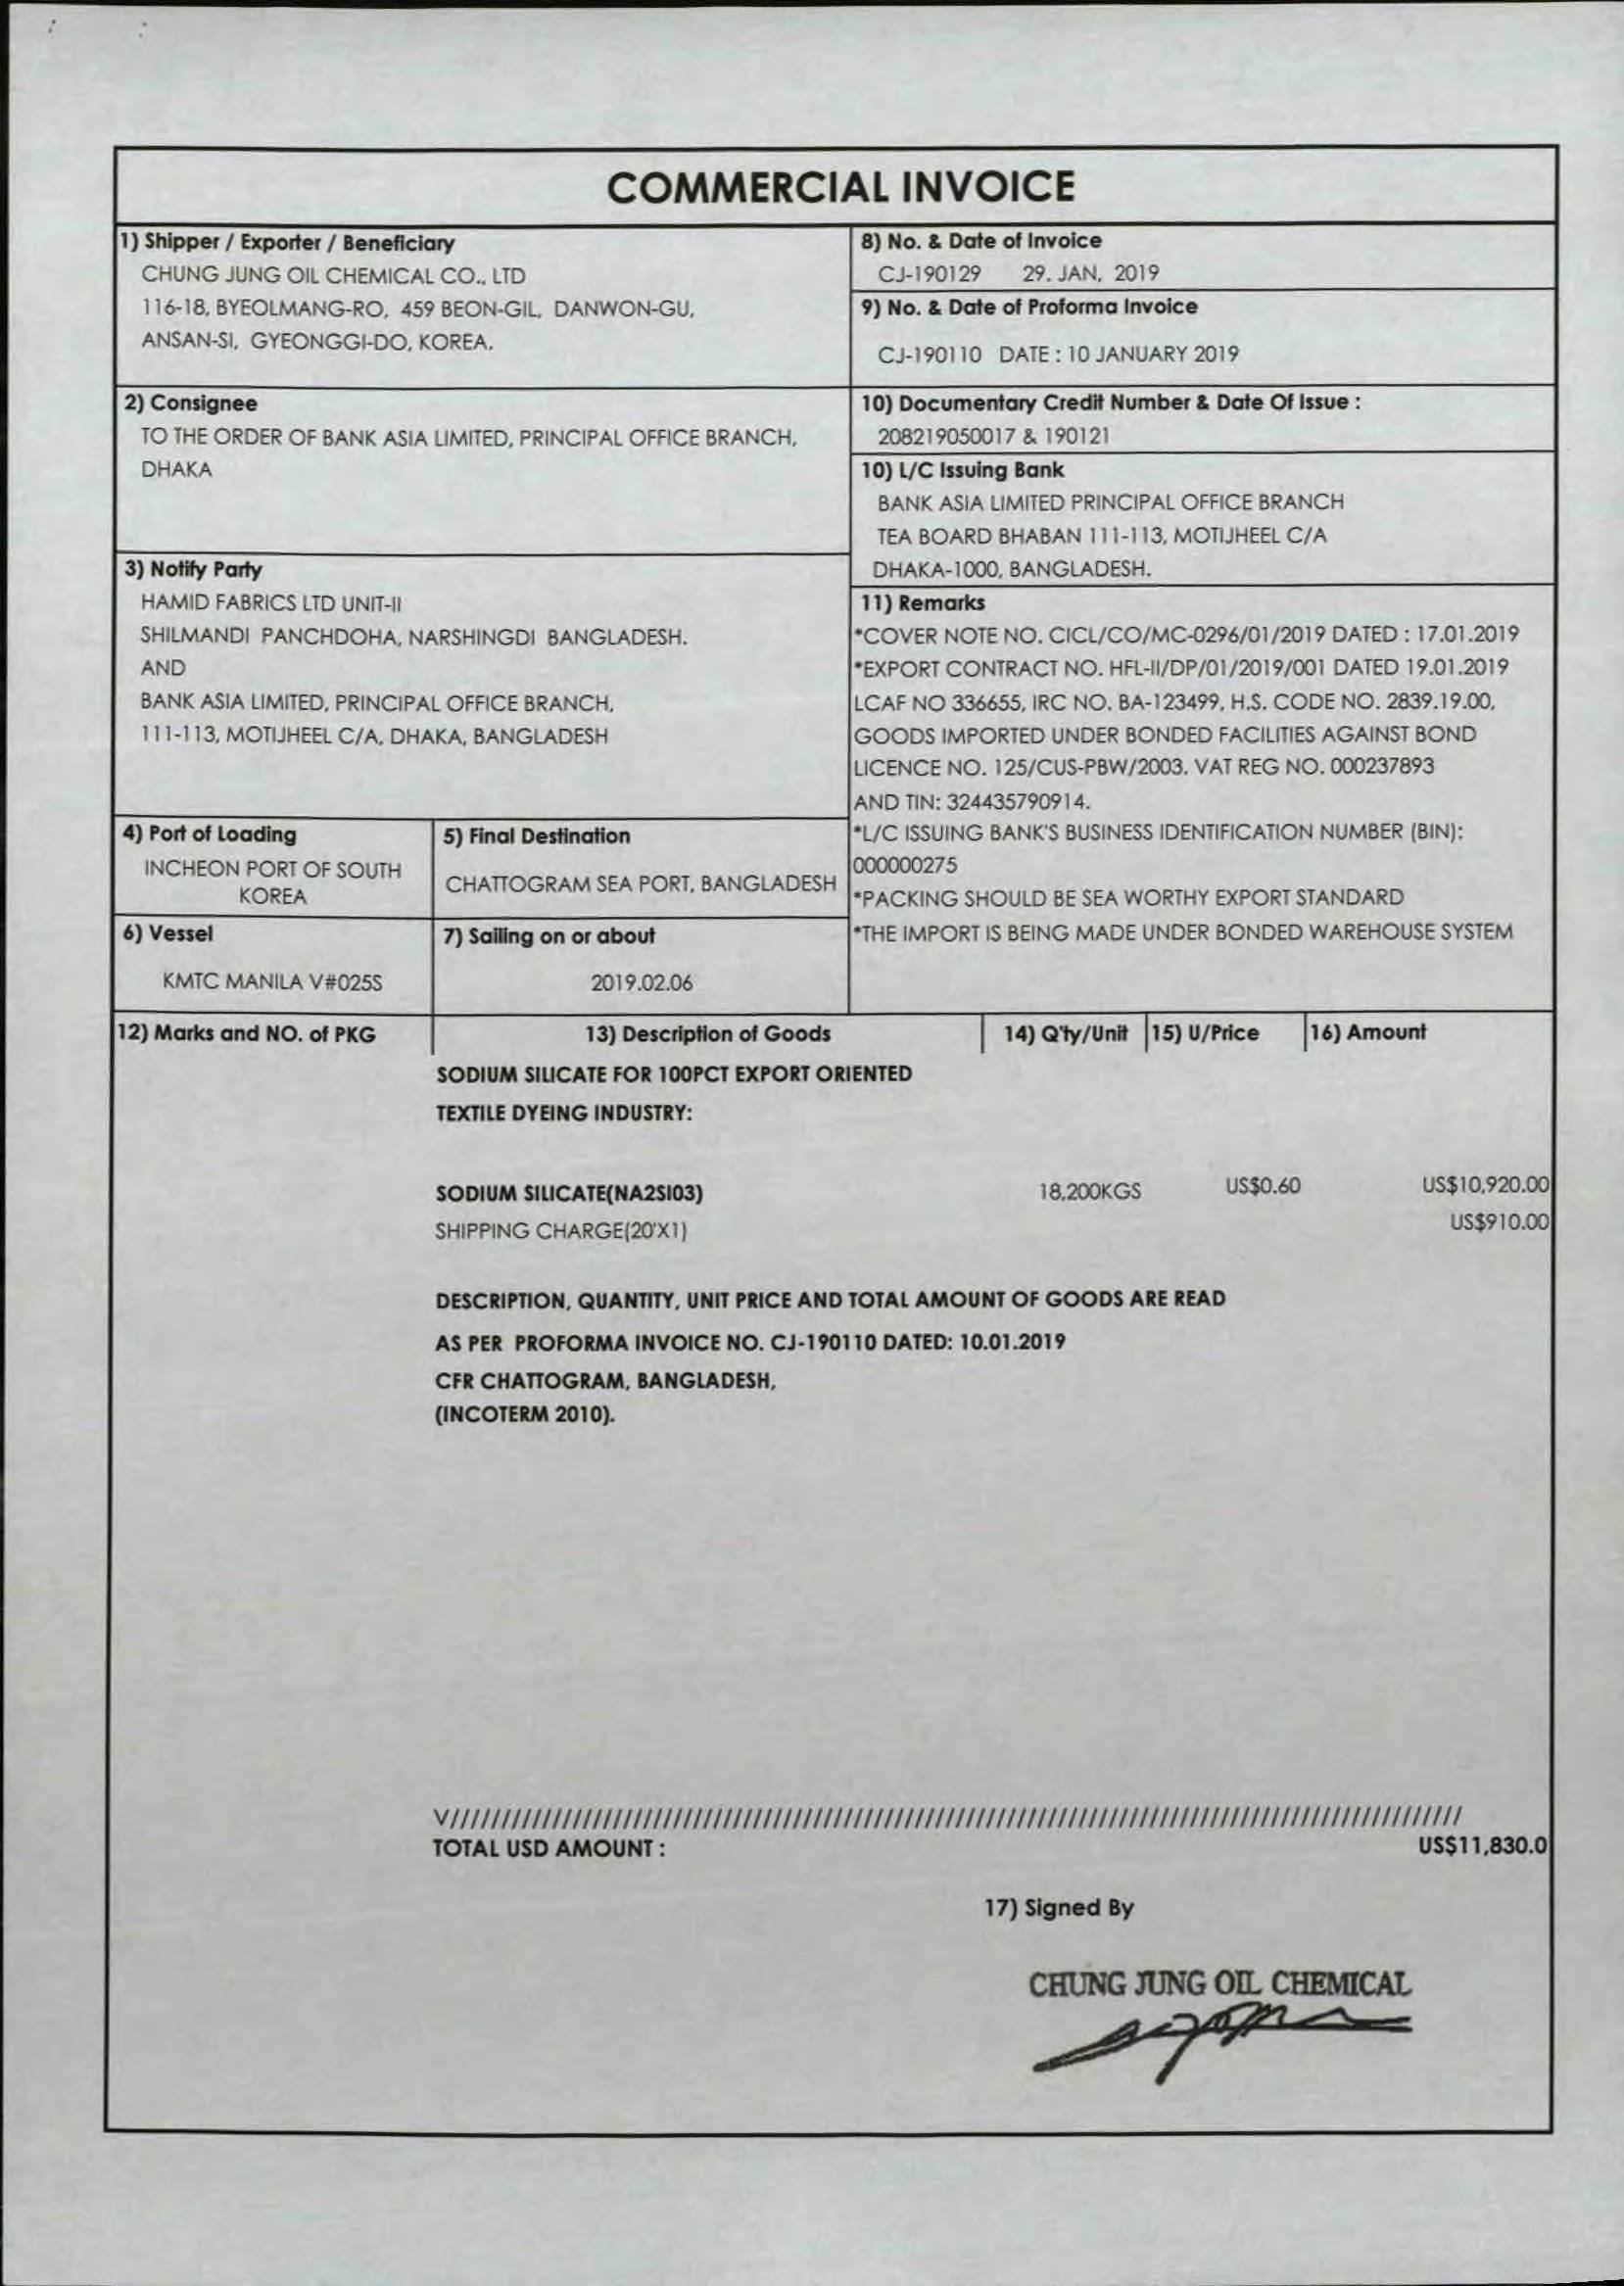 COMMERCIAL INVOICE
1) Shipper / Exporter / Beneficiary
CHUNG JUNG OIL CHEMICAL CO., LTD
116-18, BYEOLMANG-RO, 459 BEON-GIL, DANWON-GU,
ANSAN-SI, GYEONGGI-DO, KOREA.
8) No. & Date of Invoice
CJ-190129 29. JAN, 2019
9) No. & Date of Proforma Invoice
CJ-190110 DATE : 10 JANUARY 2019
2) Consignee
TO THE ORDER OF BANK ASIA LIMITED, PRINCIPAL OFFICE BRANCH,
DHAKA
10) Documentary Credit Number & Date Of Issue :
208219050017 & 190121
10) L/C Issuing Bank
BANK ASIA LIMITED PRINCIPAL OFFICE BRANCH
TEA BOARD BHABAN 111-113, MOTIJHEEL C/A
DHAKA-1000, BANGLADESH.
3) Notify Party
HAMID FABRICS LTD UNIT-II
SHILMANDI PANCHDOHA, NARSHINGDI BANGLADESH.
AND
BANK ASIA LIMITED, PRINCIPAL OFFICE BRANCH,
111-113, MOTIJHEEL C/A, DHAKA, BANGLADESH
11) Remarks
*COVER NOTE NO. CICL/CO/MC-0296/01/2019 DATED : 17.01.2019
*EXPORT CONTRACT NO. HFL-II/DP/01/2019/001 DATED 19.01.2019
LCAF NO 336655, IRC NO. BA-123499, H.S. CODE NO. 2839.19.00,
GOODS IMPORTED UNDER BONDED FACILITIES AGAINST BOND
LICENCE NO. 125/CUS-PBW/2003. VAT REG NO. 000237893
AND TIN: 324435790914.
*L/C ISSUING BANK'S BUSINESS IDENTIFICATION NUMBER (BIN):
000000275
*PACKING SHOULD BE SEA WORTHY EXPORT STANDARD
*THE IMPORT IS BEING MADE UNDER BONDED WAREHOUSE SYSTEM
4) Port of Loading
INCHEON PORT OF SOUTH
KOREA
5) Final Destination
CHATTOGRAM SEA PORT, BANGLADESH
6) Vessel
KMTC MANILA V#025S
7) Sailing on or about
2019.02.06
12) Marks and NO. of PKG 13) Description of Goods 14) Q'ty/Unit 15) U/Price 16) Amount
SODIUM SILICATE FOR 100PCT EXPORT ORIENTED
TEXTILE DYEING INDUSTRY:
SODIUM SILICATE(NA2SI03) 18,200KGS US$0.60 US$10,920.00
SHIPPING CHARGE(20'X1) US$910.00
DESCRIPTION, QUANTITY, UNIT PRICE AND TOTAL AMOUNT OF GOODS ARE READ
AS PER PROFORMA INVOICE NO. CJ-190110 DATED: 10.01.2019
CFR CHATTOGRAM, BANGLADESH,
(INCOTERM 2010).
V////////////////////////////////////////////////////////////////////////////////////////////////////
TOTAL USD AMOUNT : US$11,830.0
17) Signed By
CHUNG JUNG OIL CHEMICAL